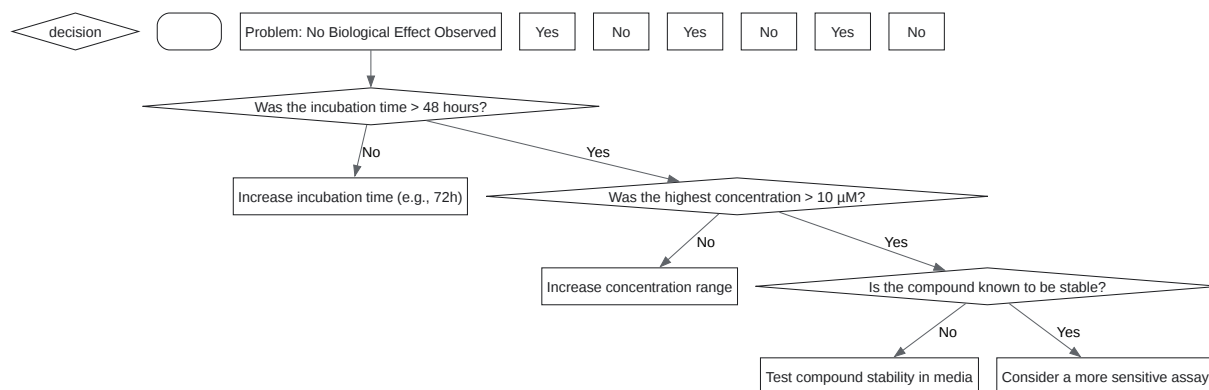 decision
Problem: No Biological Effect Observed
Yes
No
Yes
No
Yes
No
Was the incubation time > 48 hours?
No
Yes
Increase incubation time (e.g., 72h)
Was the highest concentration > 10 µM?
No
Yes
Increase concentration range
Is the compound known to be stable?
No
Yes
Test compound stability in media
Consider a more sensitive assay